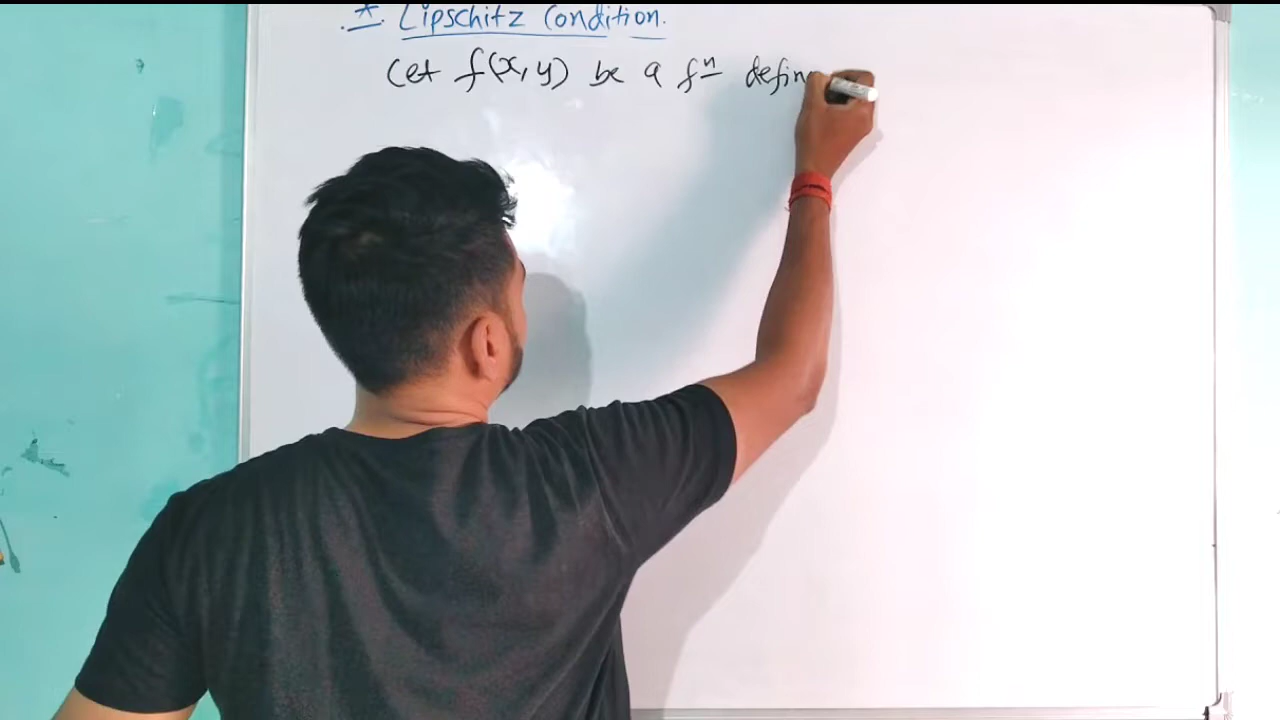 * Lipschitz Condition.
Let f(x,y) be a fⁿ defin